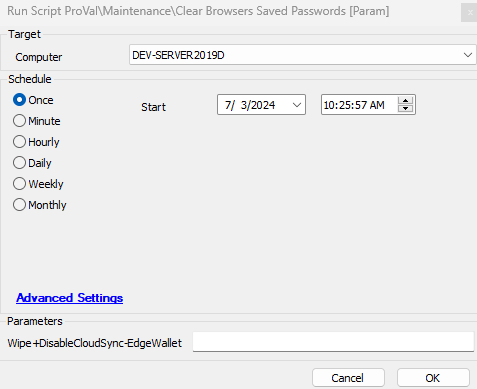 Run Script ProVal\Maintenance\Clear Browsers Saved Passwords [Param]
x
Target
Computer
DEV-SERVER2019D
Schedule
Once
Start
7/ 3/2024
10:25:57 AM
Minute
Hourly
Daily
Weekly
Monthly
Advanced Settings
Parameters
Wipe+DisableCloudSync-EdgeWallet
Cancel
OK